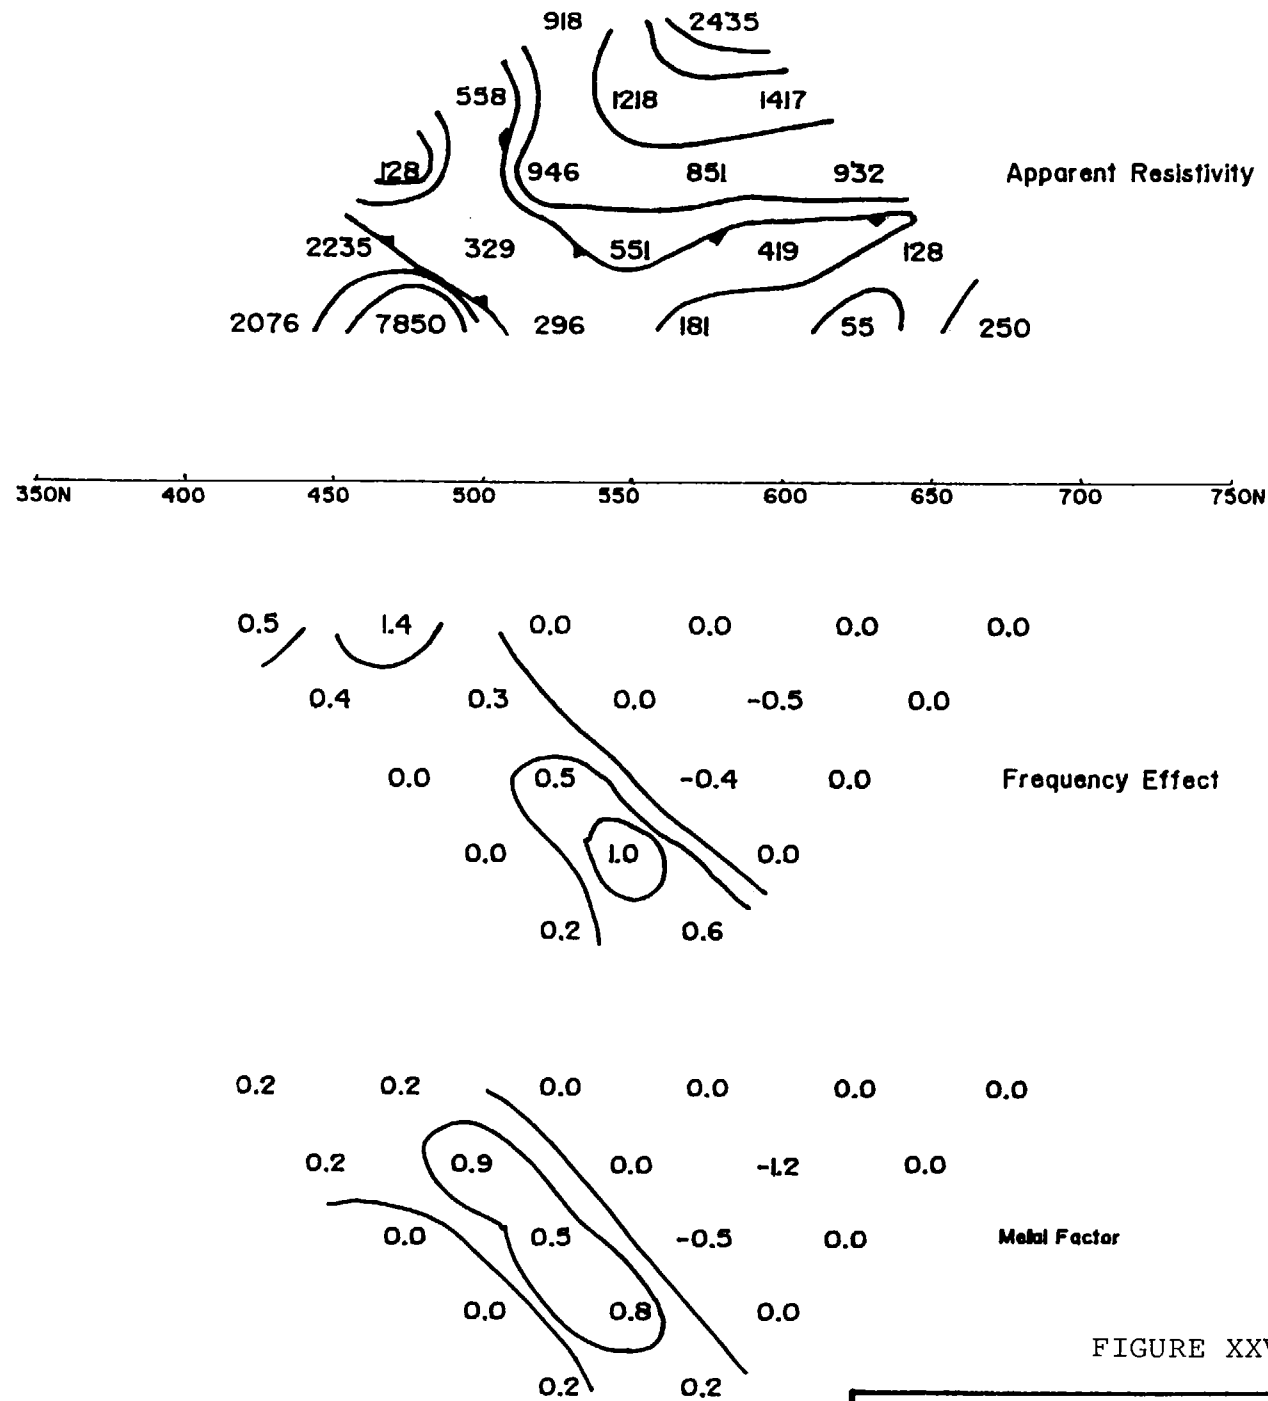 918 2435
558 1218 1417
128 946 851 932 Apparent Resistivity
2235 329 551 419 128
2076 7850 296 181 55 250
350N 400 450 500 550 600 650 700 750N
0.5 1.4 0.0 0.0 0.0 0.0
0.4 0.3 0.0 -0.5 0.0
0.0 0.5 -0.4 0.0 Frequency Effect
0.0 1.0 0.0
0.2 0.6
0.2 0.2 0.0 0.0 0.0 0.0
0.2 0.9 0.0 -1.2 0.0
0.0 0.5 -0.5 0.0 Metal Factor
0.0 0.8 0.0
FIGURE XXV
0.2 0.2